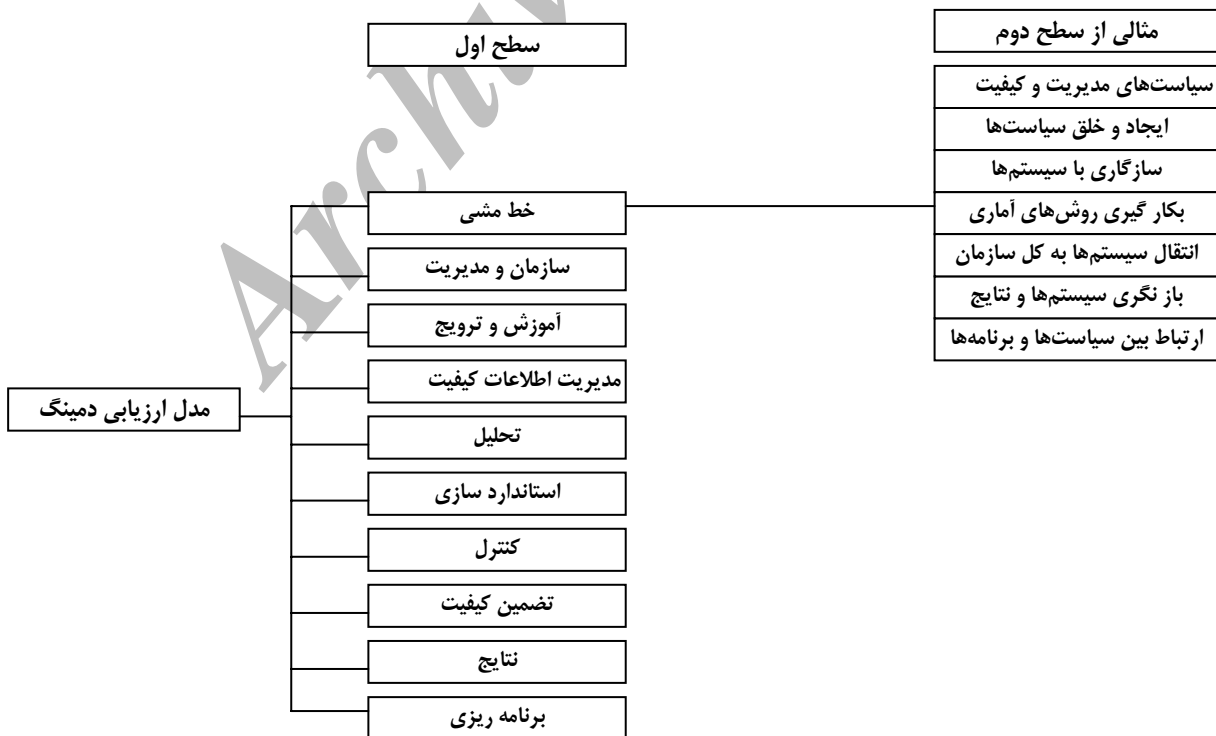 مثالی از سطح دوم
سیاست‌های مدیریت و کیفیت
ایجاد و خلق سیاست‌ها
سازگاری با سیستم‌ها
بکار گیری روش‌های آماری
انتقال سیستم‌ها به کل سازمان
باز نگری سیستم‌ها و نتایج
ارتباط بین سیاست‌ها و برنامه‌ها
سطح اول
خط مشی
سازمان و مدیریت
آموزش و ترویج
مدیریت اطلاعات کیفیت
تحلیل
استاندارد سازی
کنترل
تضمین کیفیت
نتایج
برنامه ریزی
مدل ارزیابی دمینگ